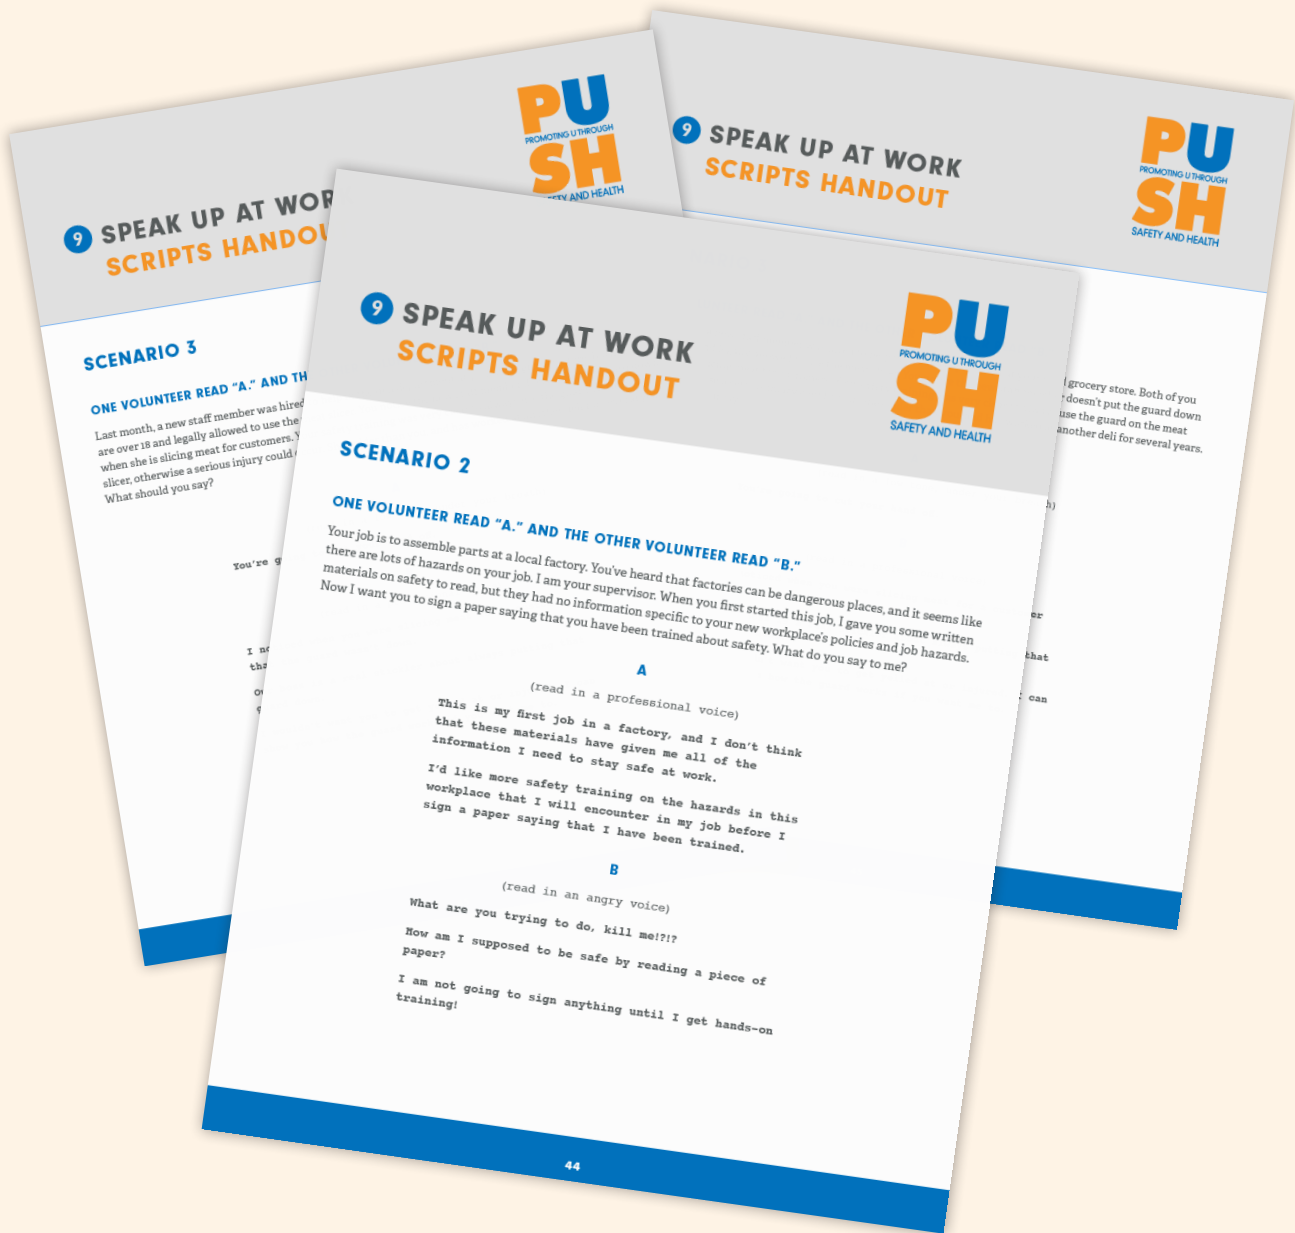 PU
PROMOTING U THROUGH
SH
ETY AND HEALTH
9 SPEAK UP AT WOR
SCRIPTS HANDOU
SCENARIO 3
ONE VOLUNTEER READ “A.” AND TH
Last month, a new staff member was hired
are over 18 and legally allowed to use the
when she is slicing meat for customers.
slicer, otherwise a serious injury could
What should you say?
You're g
I no
tha
9 SPEAK UP AT WORK
SCRIPTS HANDOUT
PU
PROMOTING U THROUGH
SH
SAFETY AND HEALTH
grocery store. Both of you
doesn't put the guard down
use the guard on the meat
another deli for several years.
h)
er
that
can
9 SPEAK UP AT WORK
SCRIPTS HANDOUT
PU
PROMOTING U THROUGH
SH
SAFETY AND HEALTH
SCENARIO 2
ONE VOLUNTEER READ “A.” AND THE OTHER VOLUNTEER READ “B.”
Your job is to assemble parts at a local factory. You've heard that factories can be dangerous places, and it seems like
there are lots of hazards on your job. I am your supervisor. When you first started this job, I gave you some written
materials on safety to read, but they had no information specific to your new workplace's policies and job hazards.
Now I want you to sign a paper saying that you have been trained about safety. What do you say to me?
A
(read in a professional voice)
This is my first job in a factory, and I don't think
that these materials have given me all of the
information I need to stay safe at work.
I'd like more safety training on the hazards in this
workplace that I will encounter in my job before I
sign a paper saying that I have been trained.
B
(read in an angry voice)
What are you trying to do, kill me!?!?
How am I supposed to be safe by reading a piece of
paper?
I am not going to sign anything until I get hands-on
training!
44